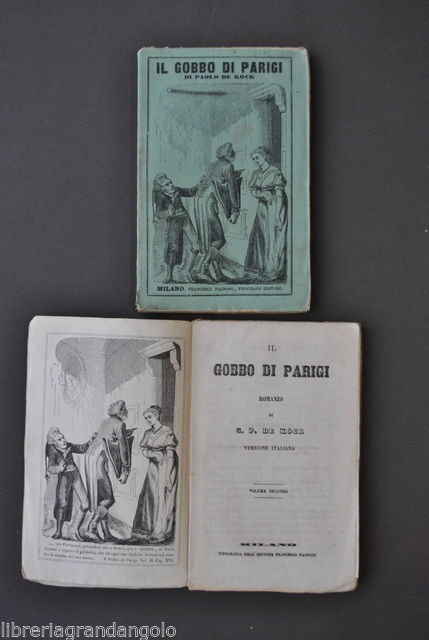 IL GOBBO DI PARIGI
DI PAOLO DE KOCK
MILANO, FRANCESCO PAGNONI, TIPOGRAFO EDITORE.
Il Gobbo di Parigi Vol. II. Cap. XVI.
IL
GOBBO DI PARIGI
ROMANZO
DI
C. P. DE KOCK
VERSIONE ITALIANA
VOLUME SECONDO
MILANO
TIPOGRAFIA DELL'EDITORE FRANCESCO PAGNONI
libreriagrandangolo